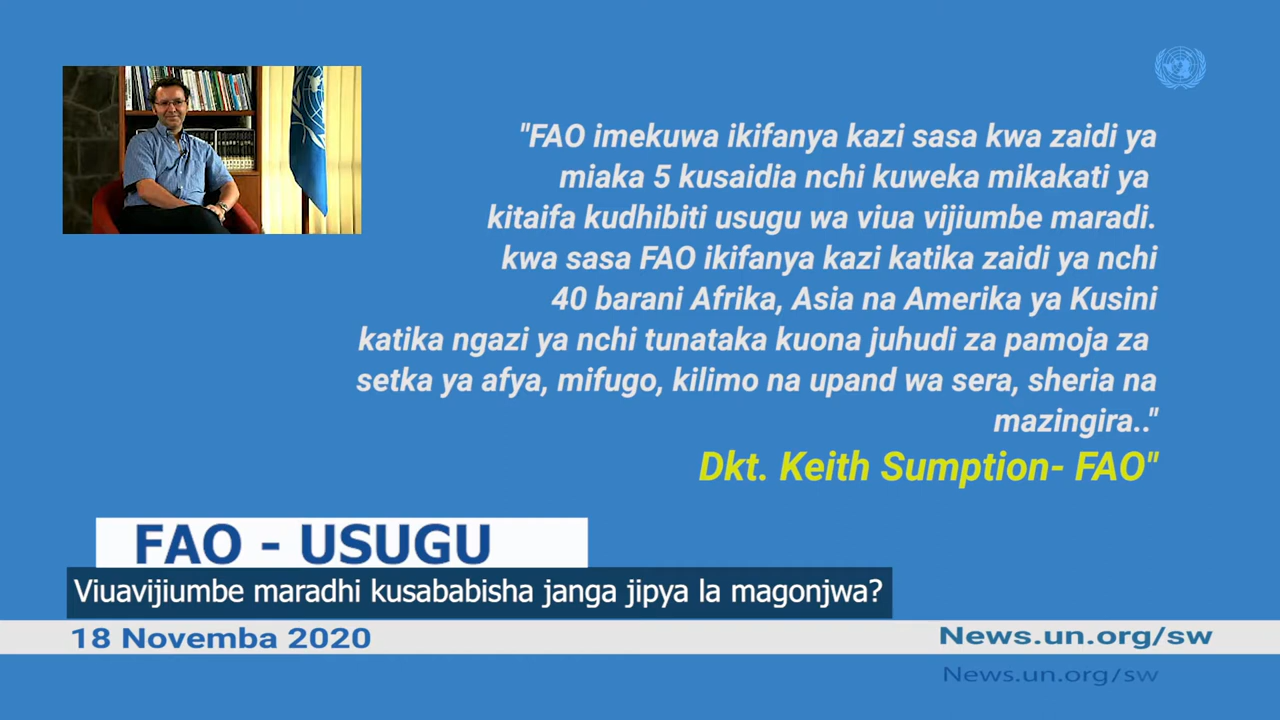 "FAO imekuwa ikifanya kazi sasa kwa zaidi ya
miaka 5 kusaidia nchi kuweka mikakati ya
kitaifa kudhibiti usugu wa viua vijiumbe maradi.
kwa sasa FAO ikifanya kazi katika zaidi ya nchi
40 barani Afrika, Asia na Amerika ya Kusini
katika ngazi ya nchi tunataka kuona juhudi za pamoja za
setka ya afya, mifugo, kilimo na upand wa sera, sheria na
mazingira.."
Dkt. Keith Sumption- FAO"
FAO - USUGU
Viuavijiumbe maradhi kusababisha janga jipya la magonjwa?
18 Novemba 2020
News.un.org/sw
News.un.org/sw